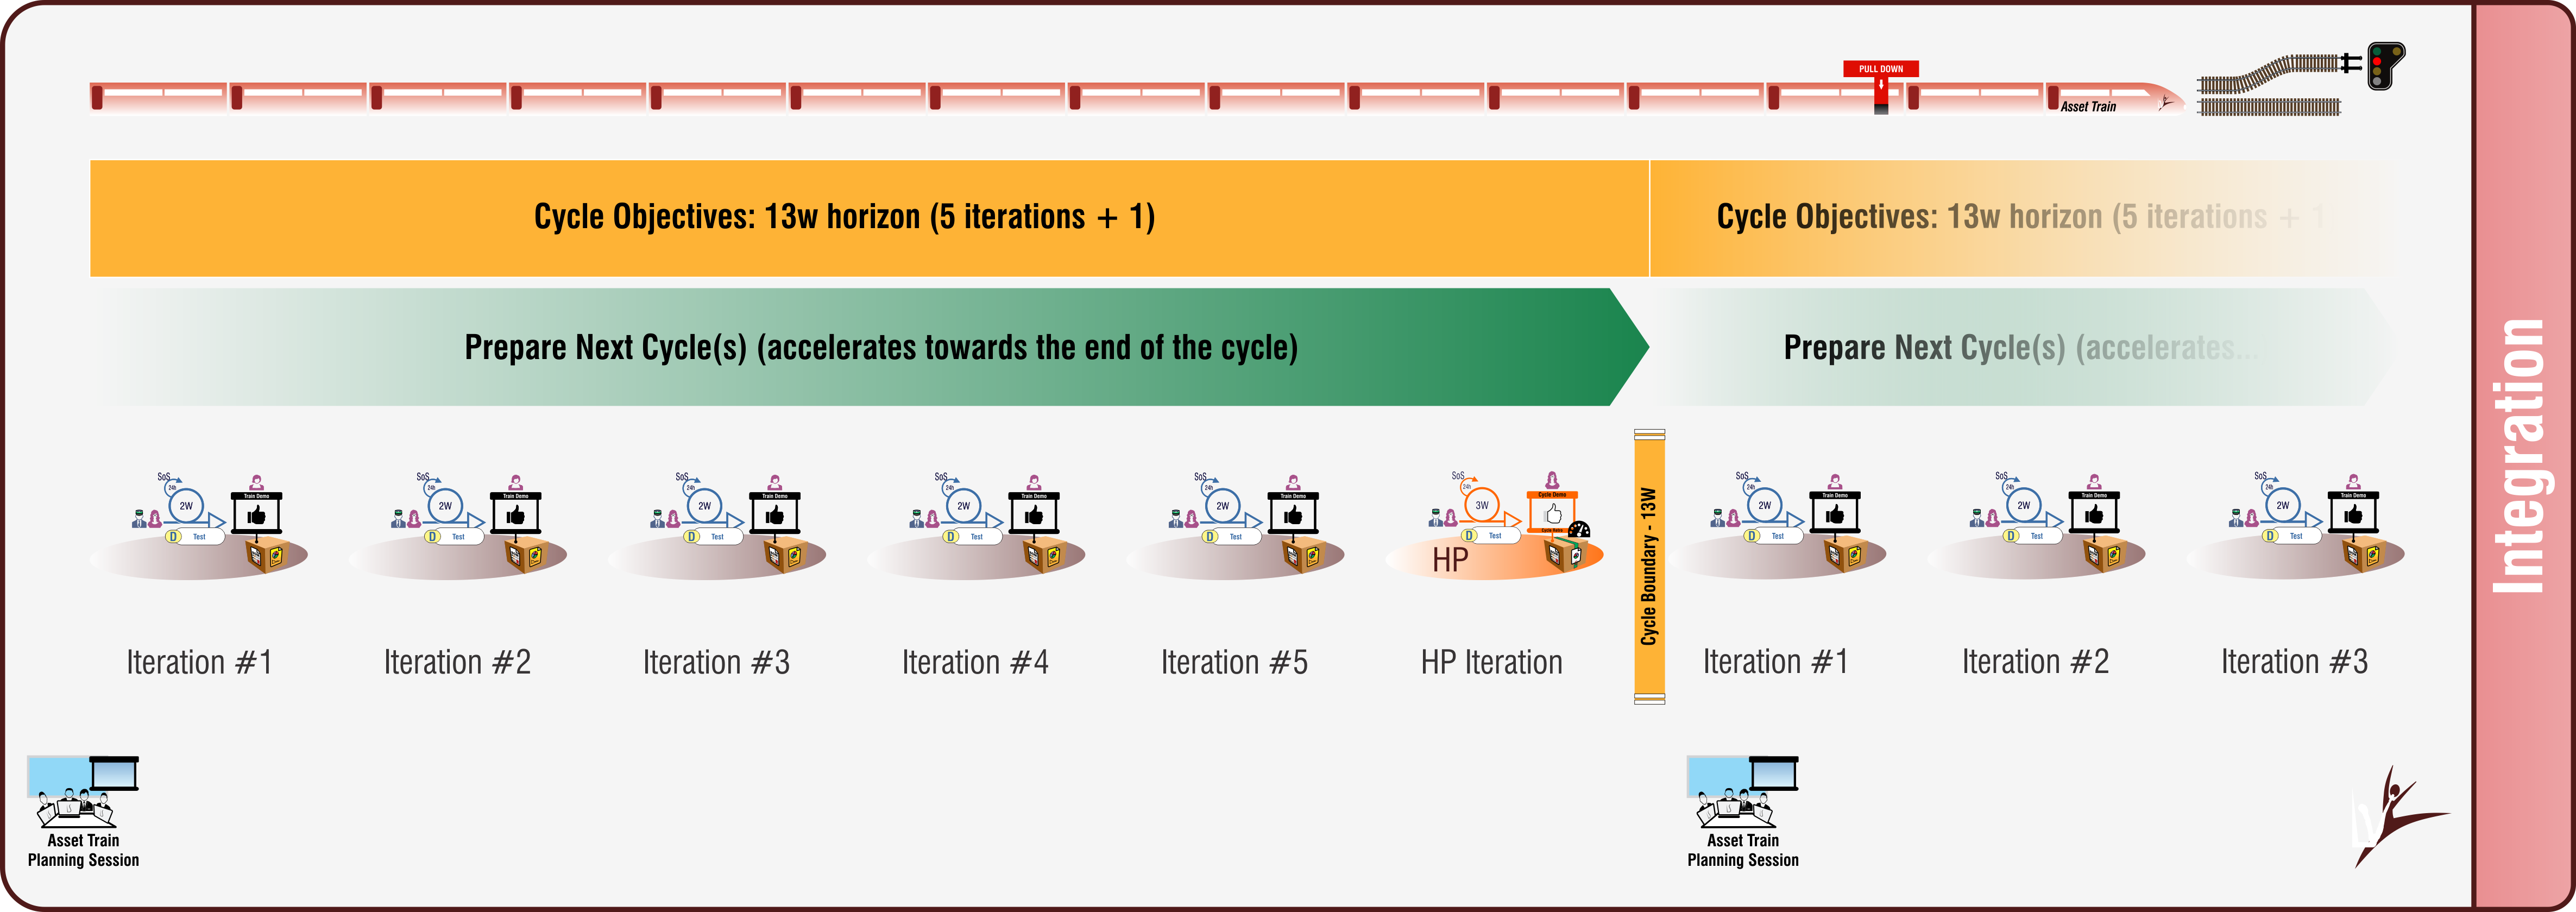 PULL DOWN
Asset Train
Cycle Objectives: 13w horizon (5 iterations + 1)
Cycle Objectives: 13w horizon (5 iterations + 1
Prepare Next Cycle(s) (accelerates towards the end of the cycle)
Prepare Next Cycle(s) (accelerates...
Integration
SoS
24h
2W
Train Demo
D
Test
SoS
24h
2W
Train Demo
D
Test
SoS
24h
2W
Train Demo
D
Test
SoS
24h
2W
Train Demo
D
Test
SoS
24h
2W
Train Demo
D
Test
SoS
24h
3W
Cycle Demo
Cycle Retro
D
Test
HP
Cycle Boundary - 13W
SoS
24h
2W
Train Demo
D
Test
SoS
24h
2W
Train Demo
D
Test
SoS
24h
2W
Train Demo
D
Test
Iteration #1
Iteration #2
Iteration #3
Iteration #4
Iteration #5
HP Iteration
Iteration #1
Iteration #2
Iteration #3
Asset Train
Planning Session
Asset Train
Planning Session